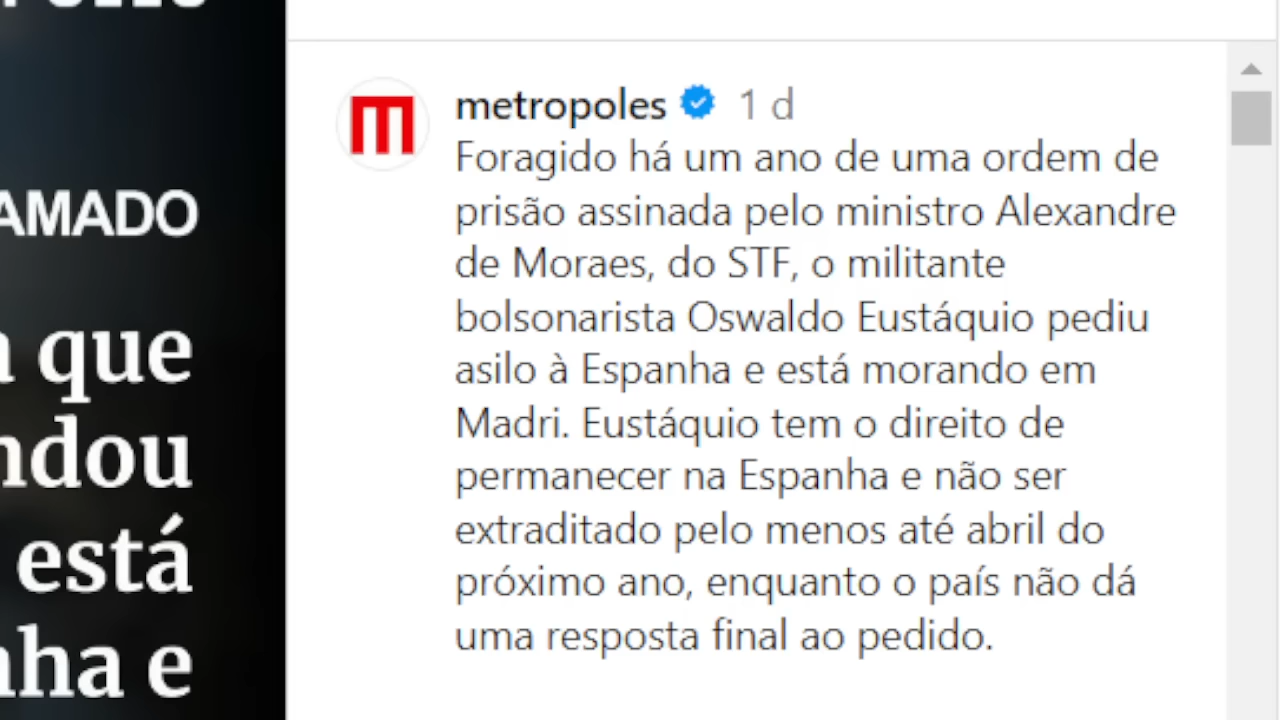 AMADO
que
ndou
está
nha e
metropoles 1 d
Foragido há um ano de uma ordem de
prisão assinada pelo ministro Alexandre
de Moraes, do STF, o militante
bolsonarista Oswaldo Eustáquio pediu
asilo à Espanha e está morando em
Madri. Eustáquio tem o direito de
permanecer na Espanha e não ser
extraditado pelo menos até abril do
próximo ano, enquanto o país não dá
uma resposta final ao pedido.